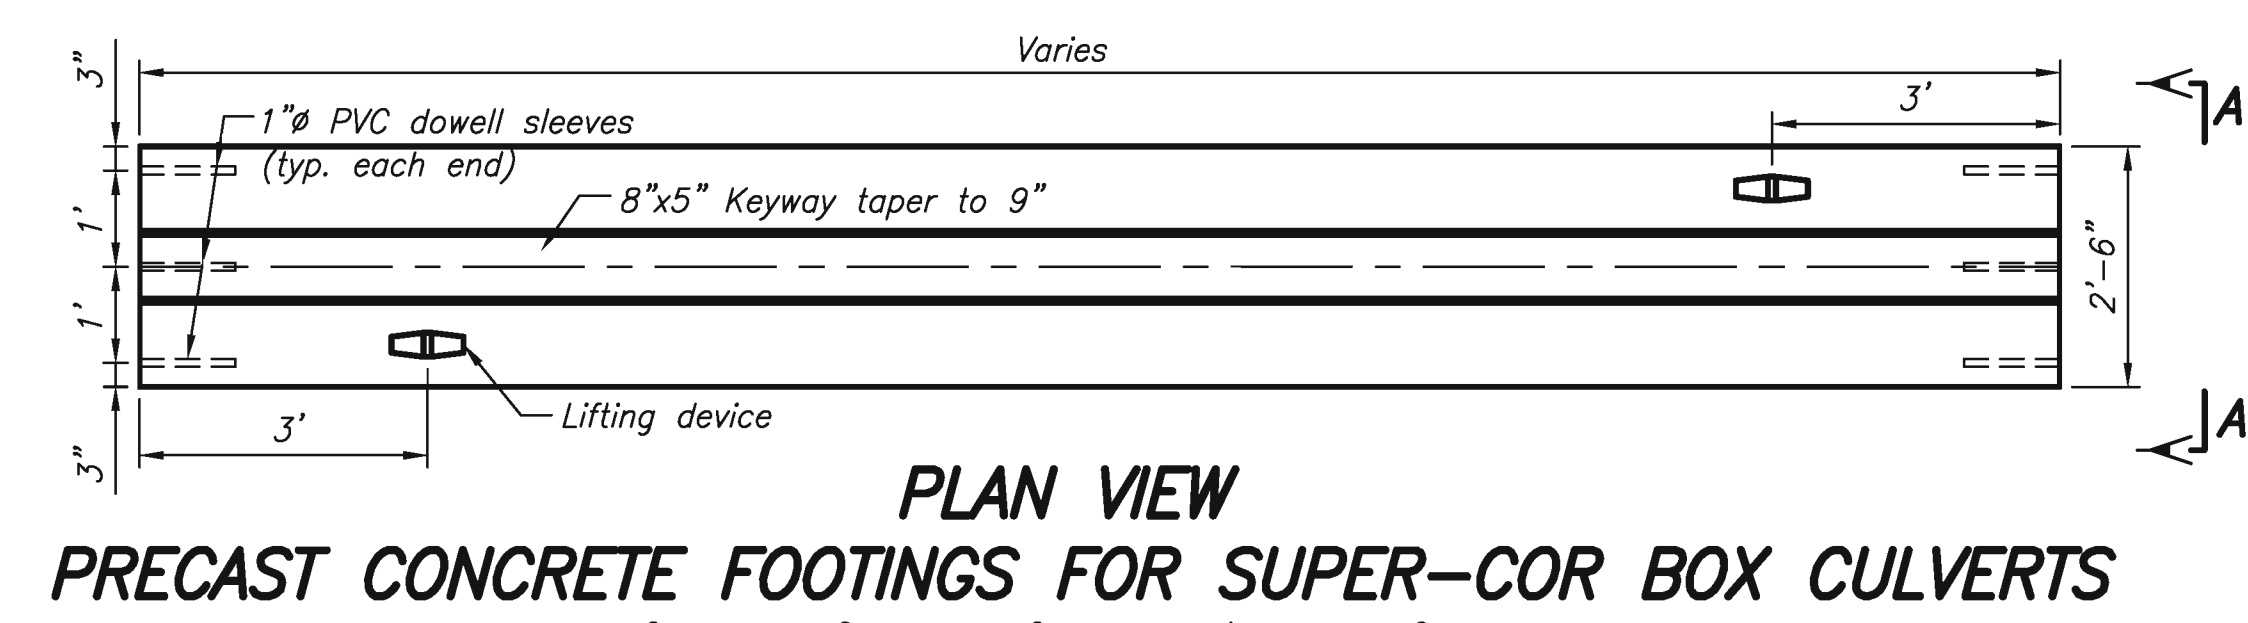 Varies
3"
3'
A
1"ø PVC dowell sleeves
(typ. each end)
8"x5" Keyway taper to 9"
1'
1'
2'-6"
Lifting device
3'
3"
A
PLAN VIEW
PRECAST CONCRETE FOOTINGS FOR SUPER-COR BOX CULVERTS